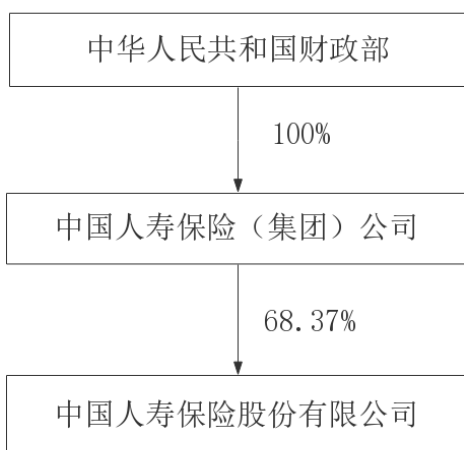 中华人民共和国财政部
100%
中国人寿保险（集团）公司
68.37%
中国人寿保险股份有限公司